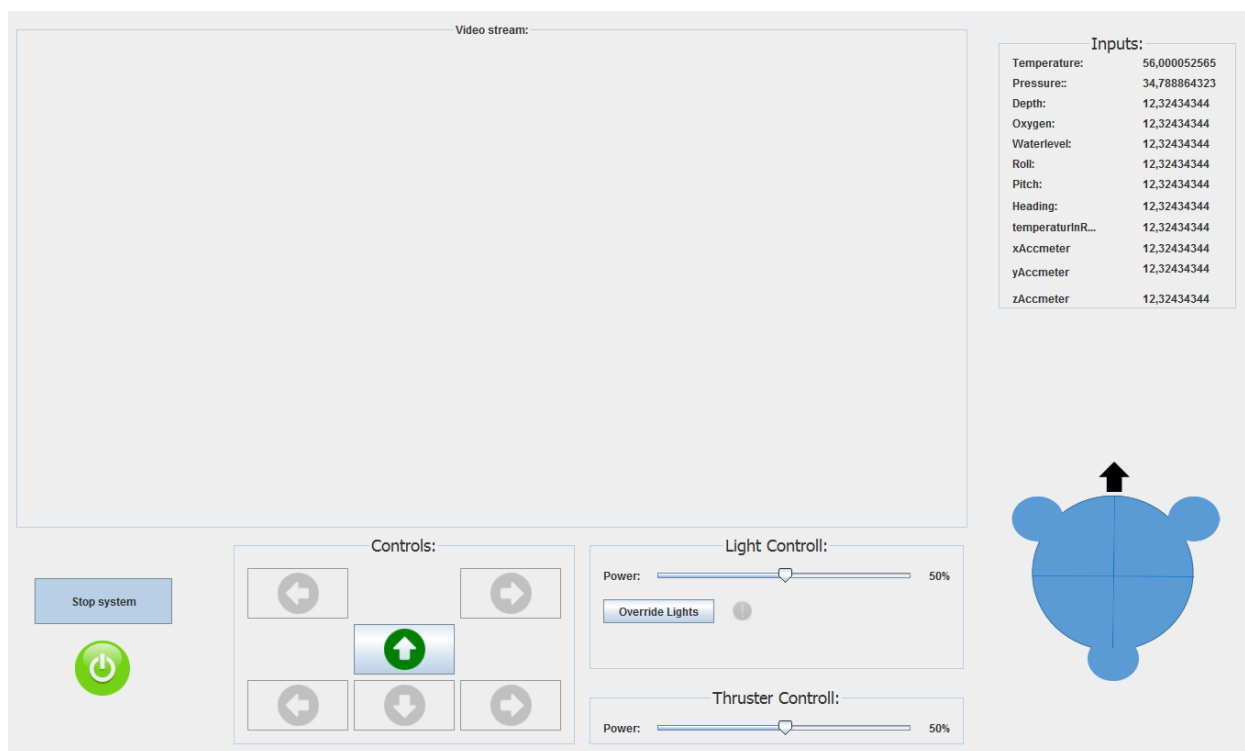 Video stream:
Inputs:
Temperature: 56,000052565
Pressure:: 34,788864323
Depth: 12,32434344
Oxygen: 12,32434344
Waterlevel: 12,32434344
Roll: 12,32434344
Pitch: 12,32434344
Heading: 12,32434344
temperaturInR... 12,32434344
xAccmeter 12,32434344
yAccmeter 12,32434344
zAccmeter 12,32434344
Stop system
Controls:
Light Controll:
Power: 50%
Override Lights
Thruster Controll:
Power: 50%